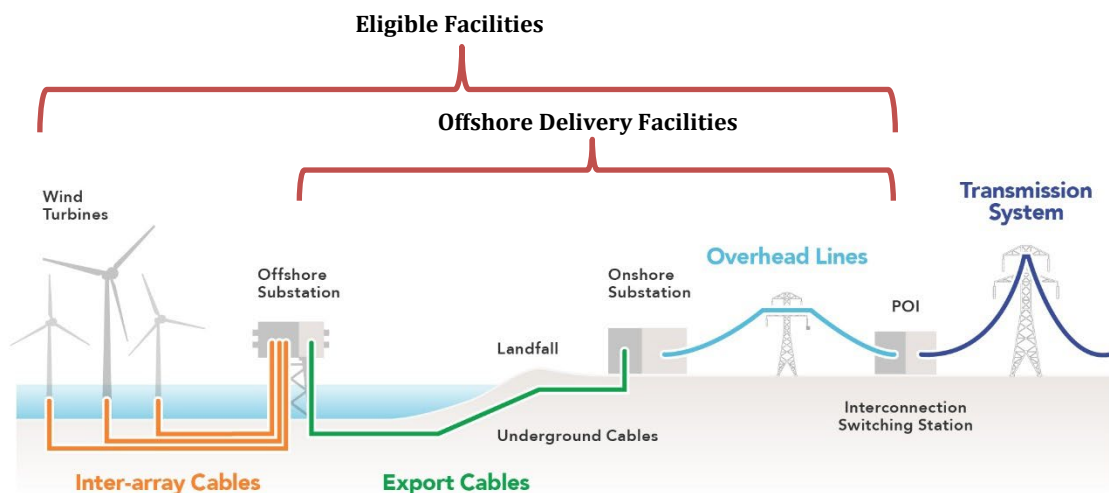 Eligible Facilities
Offshore Delivery Facilities
Wind
Turbines
Offshore
Substation
Landfall
Underground Cables
Onshore
Substation
Overhead Lines
POI
Transmission
System
Interconnection
Switching Station
Inter-array Cables
Export Cables